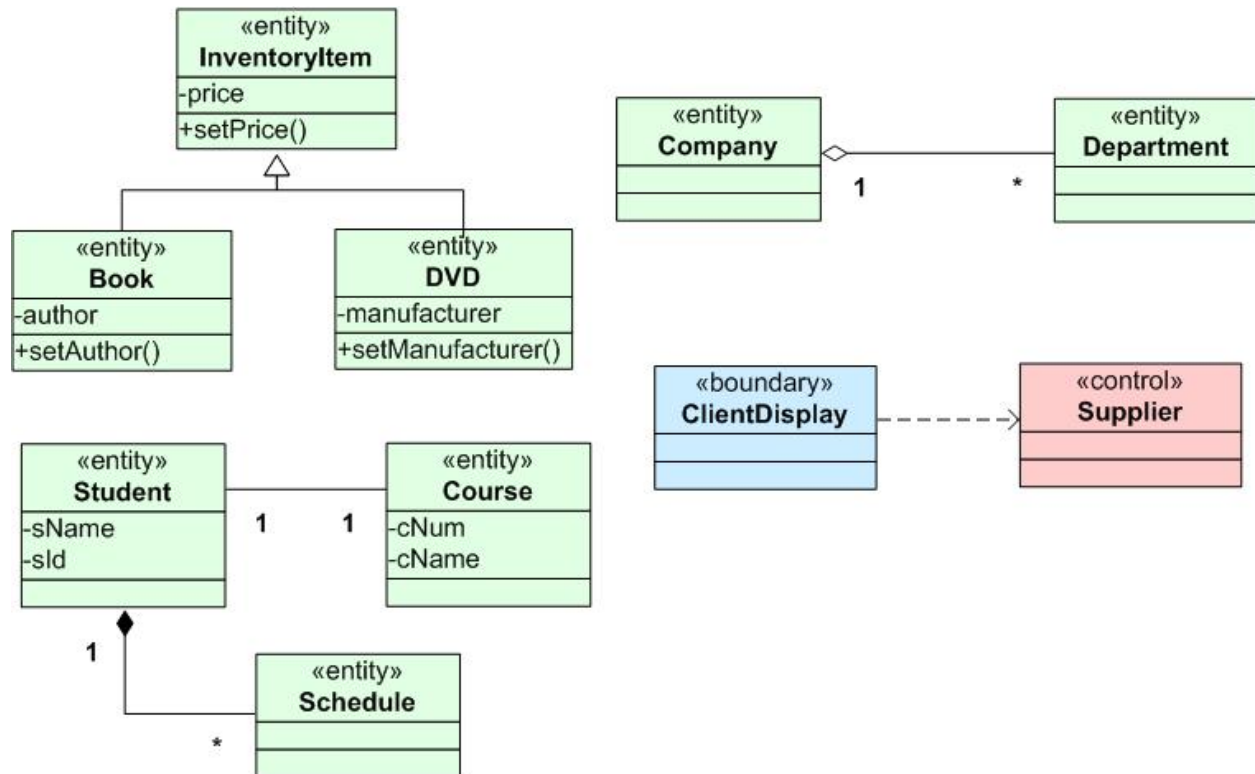 «entity»
InventoryItem
-price
+setPrice()
«entity»
Book
-author
+setAuthor()
«entity»
DVD
-manufacturer
+setManufacturer()
«entity»
Company
1
*
«entity»
Department
«boundary»
ClientDisplay
«control»
Supplier
«entity»
Student
-sName
-sId
1
1
«entity»
Course
-cNum
-cName
1
*
«entity»
Schedule